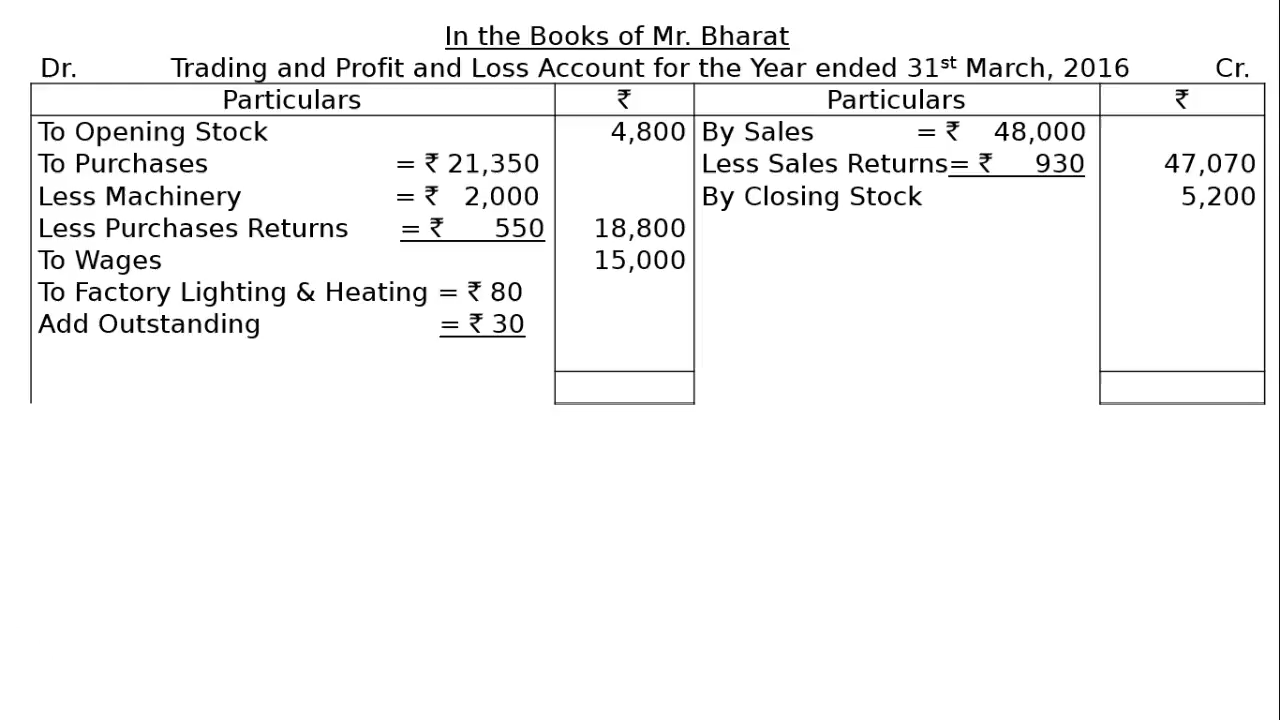 In the Books of Mr. Bharat
Dr. Trading and Profit and Loss Account for the Year ended 31st March, 2016 Cr.
Particulars ₹ Particulars ₹
To Opening Stock 4,800 By Sales = ₹ 48,000
To Purchases = ₹ 21,350 Less Sales Returns= ₹ 930 47,070
Less Machinery = ₹ 2,000 By Closing Stock 5,200
Less Purchases Returns = ₹ 550 18,800
To Wages 15,000
To Factory Lighting & Heating = ₹ 80
Add Outstanding = ₹ 30